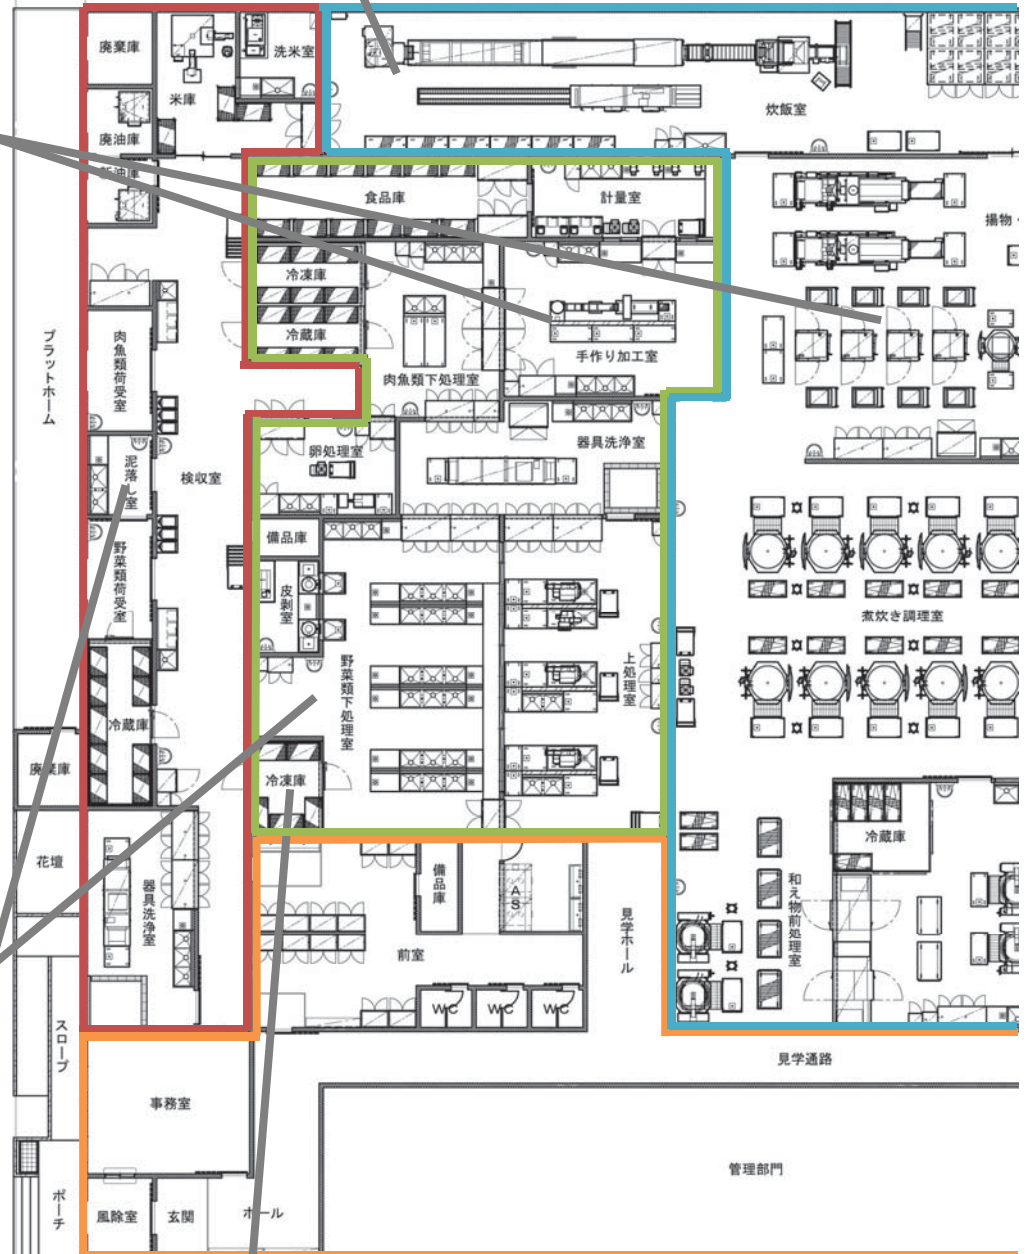 廃棄庫
洗米室
米庫
炊飯室
廃油庫
新油庫
食品庫
計量室
揚物・
冷凍庫
冷蔵庫
手作り加工室
肉魚類下処理室
プラットホーム
肉魚類荷受室
器具洗浄室
卵処理室
泥落し室
検収室
備品庫
野菜類荷受室
皮剥室
煮炊き調理室
野菜類下処理室
上処理室
冷蔵庫
廃棄庫
冷凍庫
冷蔵庫
花壇
器具洗浄室
備品庫
AS
和え物前処理室
見学ホール
前室
WC
WC
WC
スロープ
見学通路
事務室
管理部門
ポーチ
風除室
玄関
ホール